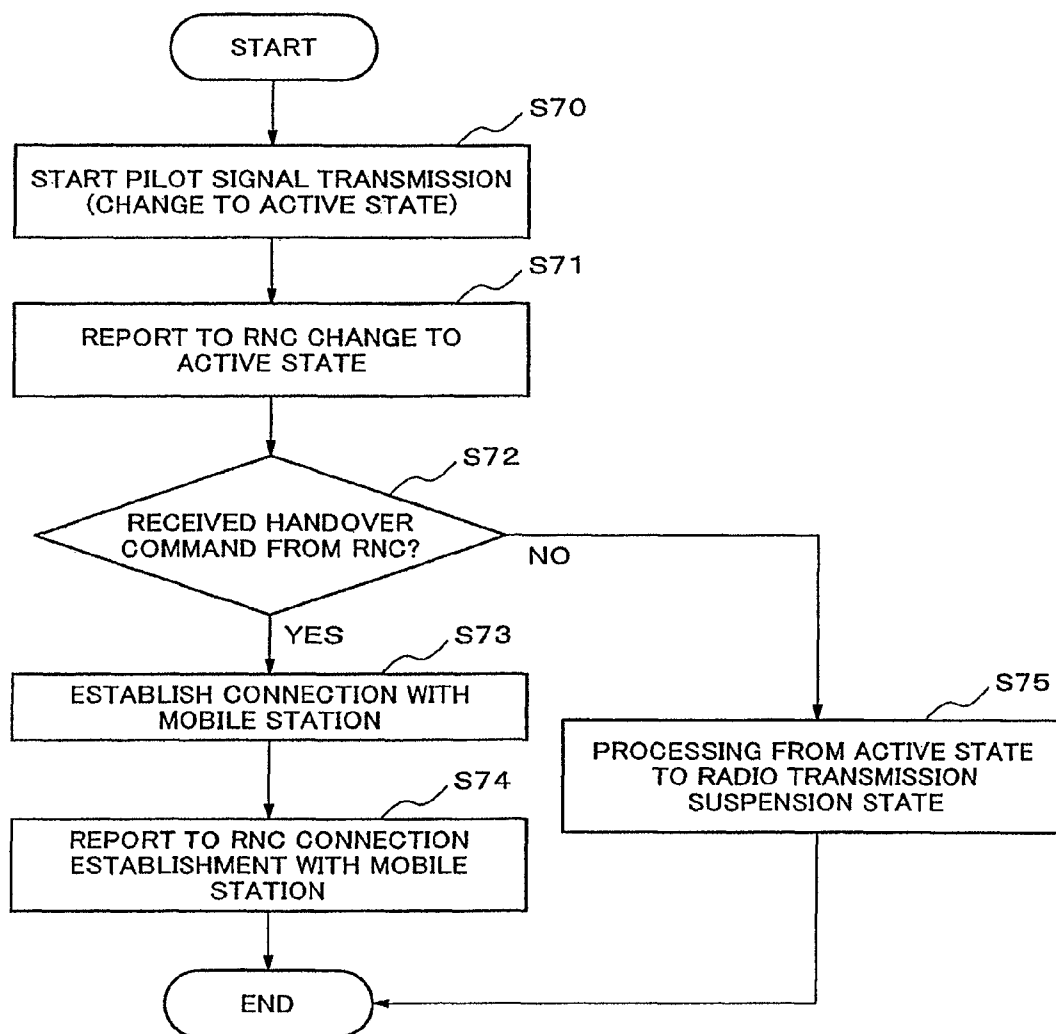 START
S70
START PILOT SIGNAL TRANSMISSION
(CHANGE TO ACTIVE STATE)
S71
REPORT TO RNC CHANGE TO
ACTIVE STATE
S72
RECEIVED HANDOVER
COMMAND FROM RNC?
NO
YES
S73
ESTABLISH CONNECTION WITH
MOBILE STATION
S75
PROCESSING FROM ACTIVE STATE
TO RADIO TRANSMISSION
SUSPENSION STATE
S74
REPORT TO RNC CONNECTION
ESTABLISHMENT WITH MOBILE
STATION
END